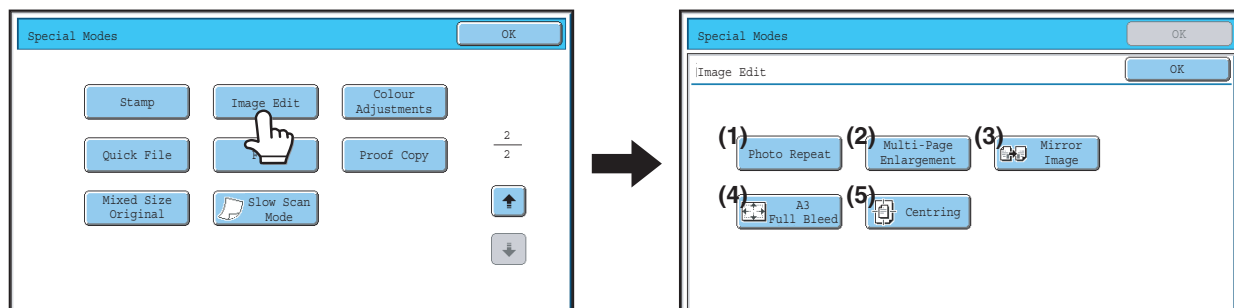 Special Modes
OK
Stamp
Image Edit
Colour
Adjustments
Quick File
Proof Copy
2
2
Mixed Size
Original
Slow Scan
Mode
Special Modes
OK
Image Edit
OK
(1)
Photo Repeat
(2)
Multi-Page
Enlargement
(3)
Mirror
Image
(4)
A3
Full Bleed
(5)
Centring